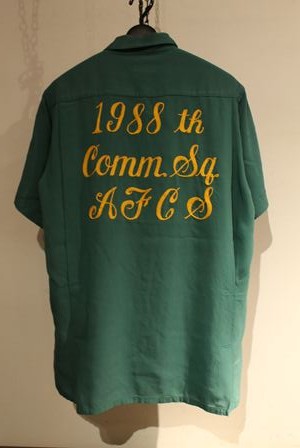 1988 th
Comm. Sq.
AFCS